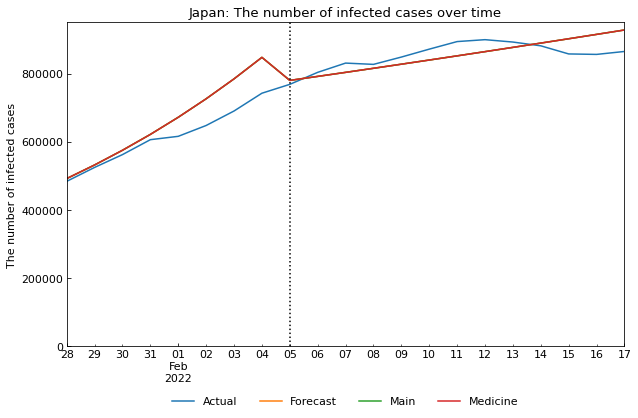 Japan: The number of infected cases over time
The number of infected cases
800000
600000
400000
200000
0
28 29 30 31 01 02 03 04 05 06 07 08 09 10 11 12 13 14 15 16 17
Feb
2022
Actual Forecast Main Medicine